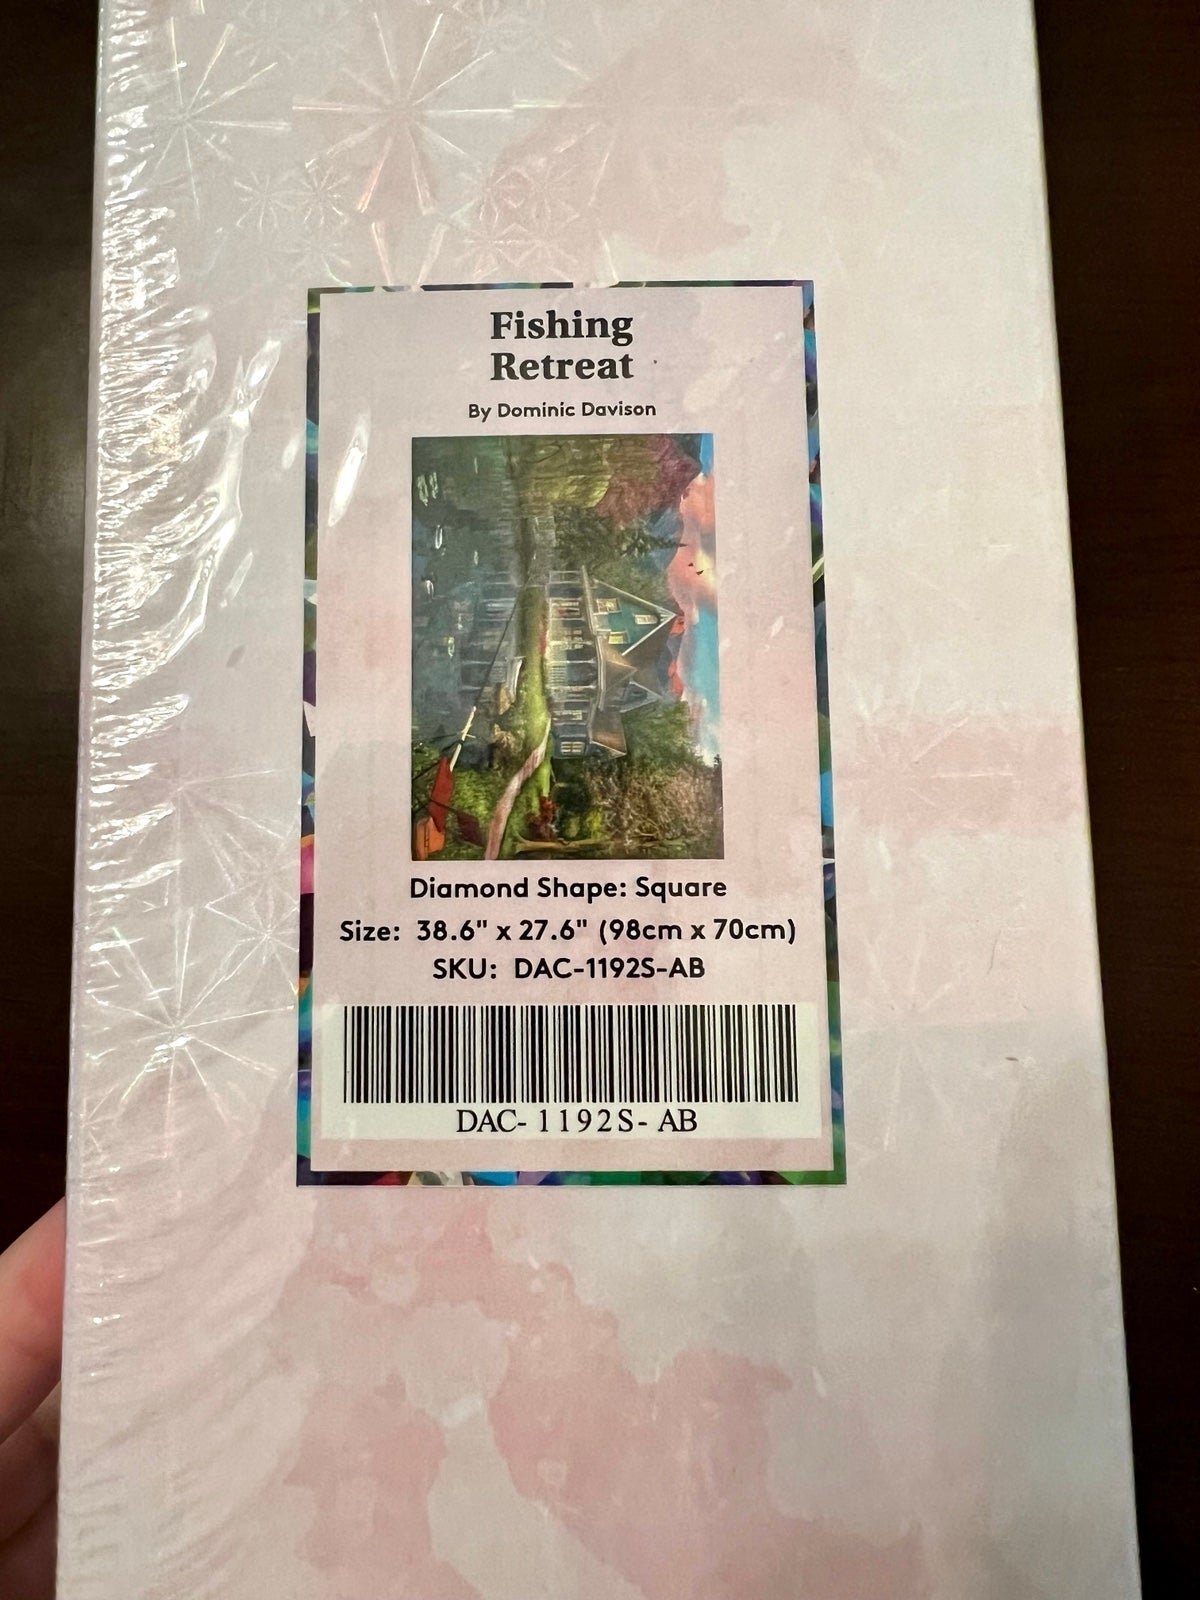 Fishing
Retreat
By Dominic Davison
Diamond Shape: Square
Size: 38.6" x 27.6" (98cm x 70cm)
SKU: DAC-1192S-AB
DAC-1192S-AB